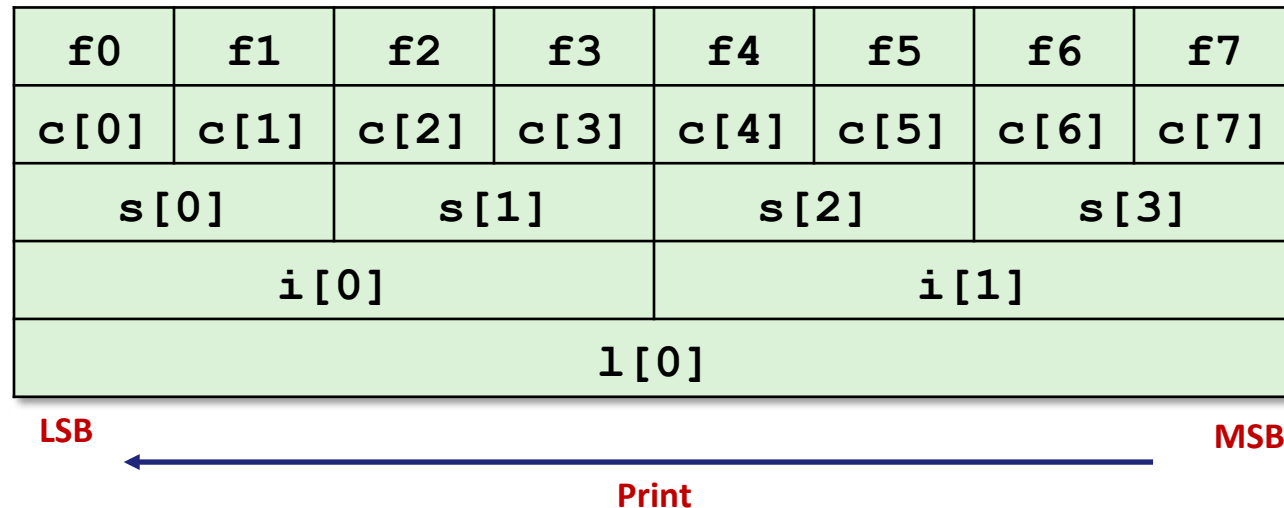 f0 f1 f2 f3 f4 f5 f6 f7
c[0] c[1] c[2] c[3] c[4] c[5] c[6] c[7]
s[0] s[1] s[2] s[3]
i[0] i[1]
l[0]
LSB MSB
Print